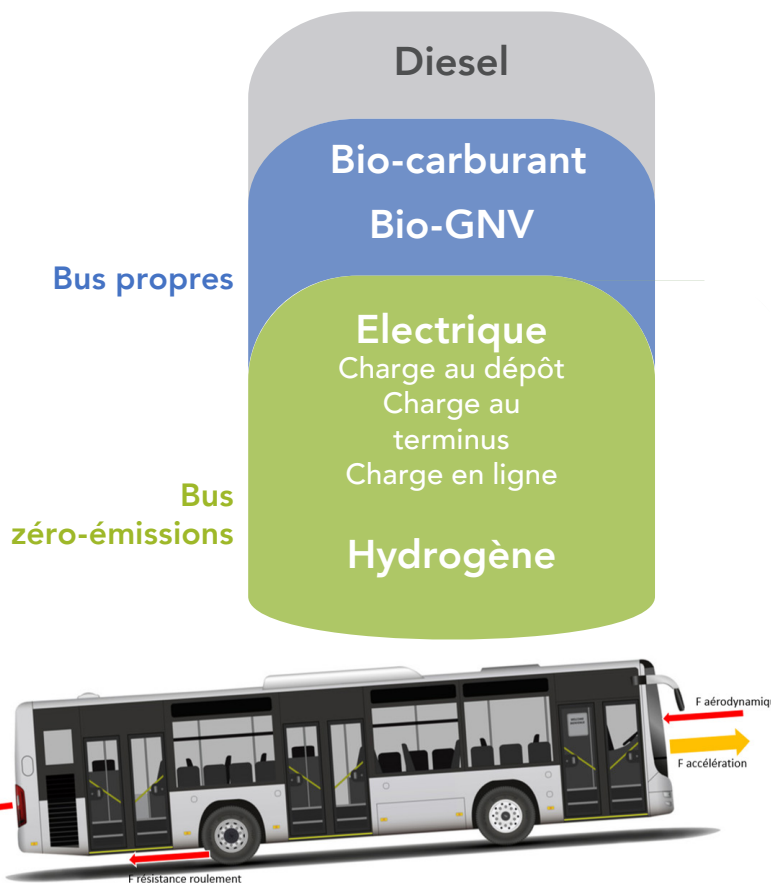 Diesel
Bio-carburant
Bio-GNV
Bus propres
Electrique
Charge au dépôt
Charge au
terminus
Charge en ligne
Bus
zéro-émissions
Hydrogène
F aérodynamiqu
F accélération
F résistance roulement